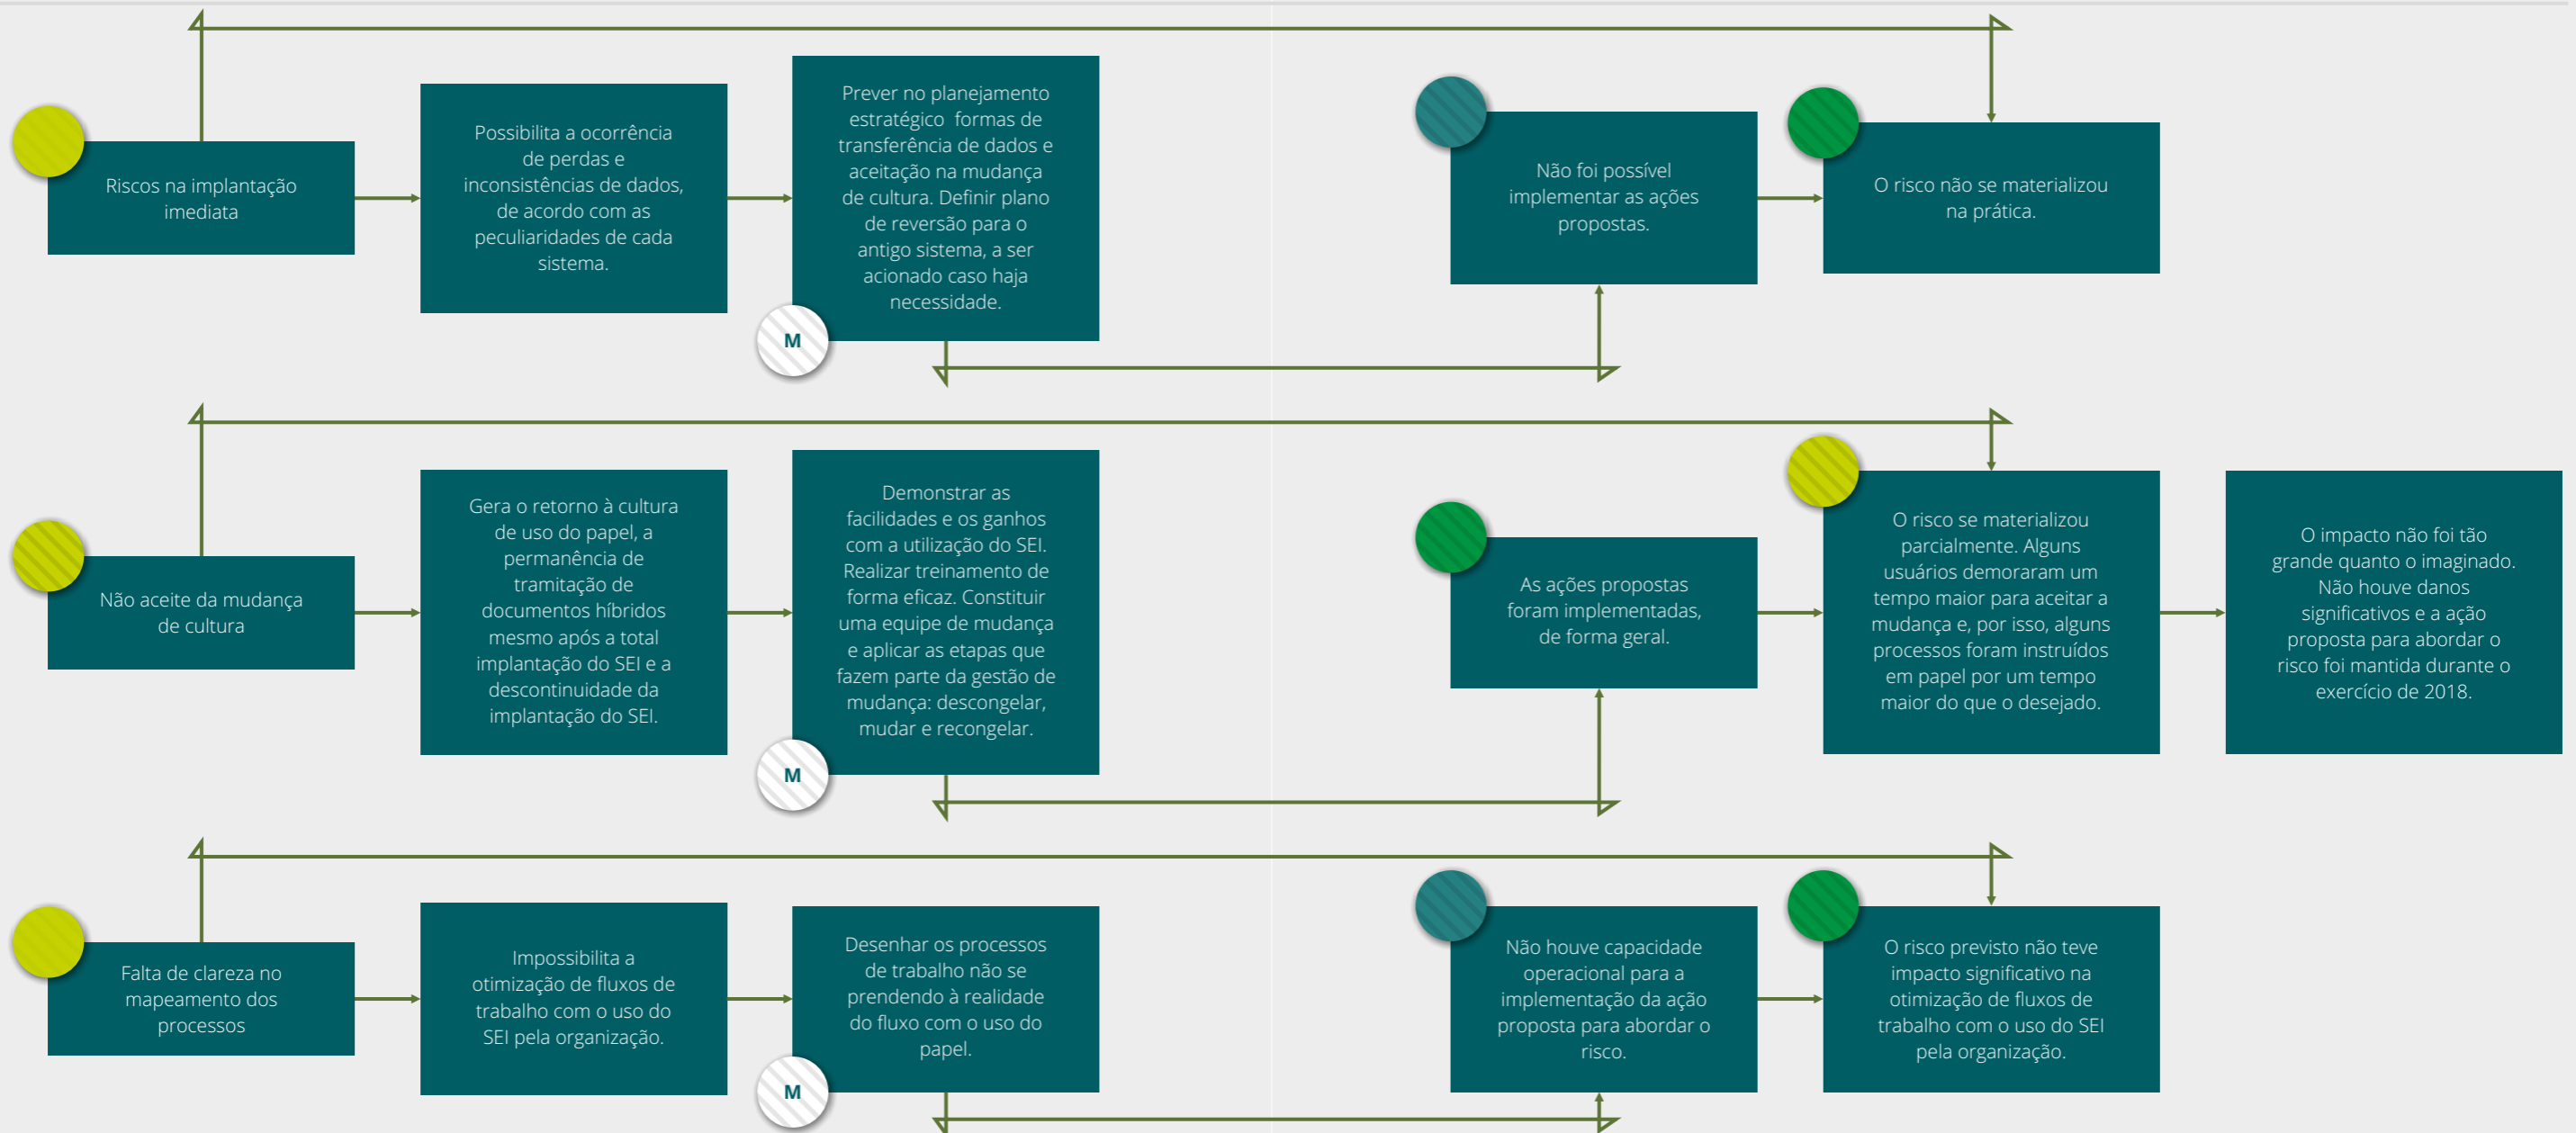 Riscos na implantação
imediata
Possibilita a ocorrência
de perdas e
inconsistências de dados,
de acordo com as
peculiaridades de cada
sistema.
Prever no planejamento
estratégico formas de
transferência de dados e
aceitação na mudança
de cultura. Definir plano
de reversão para o
antigo sistema, a ser
acionado caso haja
necessidade.
M
Não foi possível
implementar as ações
propostas.
O risco não se materializou
na prática.
Não aceite da mudança
de cultura
Gera o retorno à cultura
de uso do papel, a
permanência de
tramitação de
documentos híbridos
mesmo após a total
implantação do SEI e a
descontinuidade da
implantação do SEI.
Demonstrar as
facilidades e os ganhos
com a utilização do SEI.
Realizar treinamento de
forma eficaz. Constituir
uma equipe de mudança
e aplicar as etapas que
fazem parte da gestão de
mudança: descongelar,
mudar e recongelar.
M
As ações propostas
foram implementadas,
de forma geral.
O risco se materializou
parcialmente. Alguns
usuários demoraram um
tempo maior para aceitar a
mudança e, por isso, alguns
processos foram instruídos
em papel por um tempo
maior do que o desejado.
O impacto não foi tão
grande quanto o imaginado.
Não houve danos
significativos e a ação
proposta para abordar o
risco foi mantida durante o
exercício de 2018.
Falta de clareza no
mapeamento dos
processos
Impossibilita a
otimização de fluxos de
trabalho com o uso do
SEI pela organização.
Desenhar os processos
de trabalho não se
prendendo à realidade
do fluxo com o uso do
papel.
M
Não houve capacidade
operacional para a
implementação da ação
proposta para abordar o
risco.
O risco previsto não teve
impacto significativo na
otimização de fluxos de
trabalho com o uso do SEI
pela organização.